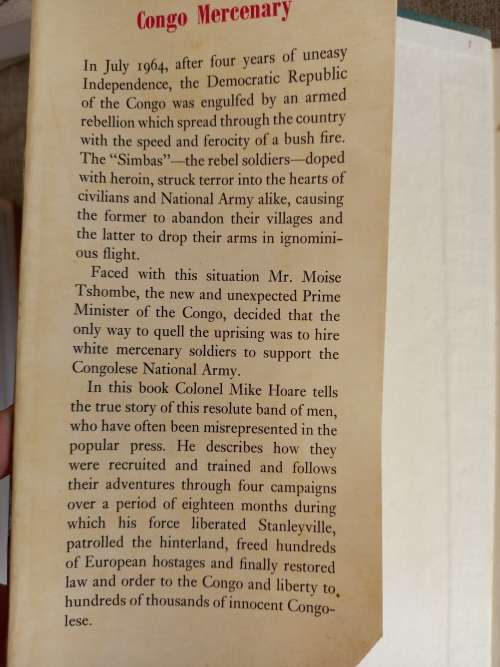 Congo Mercenary
In July 1964, after four years of uneasy
Independence, the Democratic Republic
of the Congo was engulfed by an armed
rebellion which spread through the country
with the speed and ferocity of a bush fire.
The “Simbas”—the rebel soldiers—doped
with heroin, struck terror into the hearts of
civilians and National Army alike, causing
the former to abandon their villages and
the latter to drop their arms in ignomini-
ous flight.
Faced with this situation Mr. Moise
Tshombe, the new and unexpected Prime
Minister of the Congo, decided that the
only way to quell the uprising was to hire
white mercenary soldiers to support the
Congolese National Army.
In this book Colonel Mike Hoare tells
the true story of this resolute band of men,
who have often been misrepresented in the
popular press. He describes how they
were recruited and trained and follows
their adventures through four campaigns
over a period of eighteen months during
which his force liberated Stanleyville,
patrolled the hinterland, freed hundreds
of European hostages and finally restored
law and order to the Congo and liberty to
hundreds of thousands of innocent Congo-
lese.